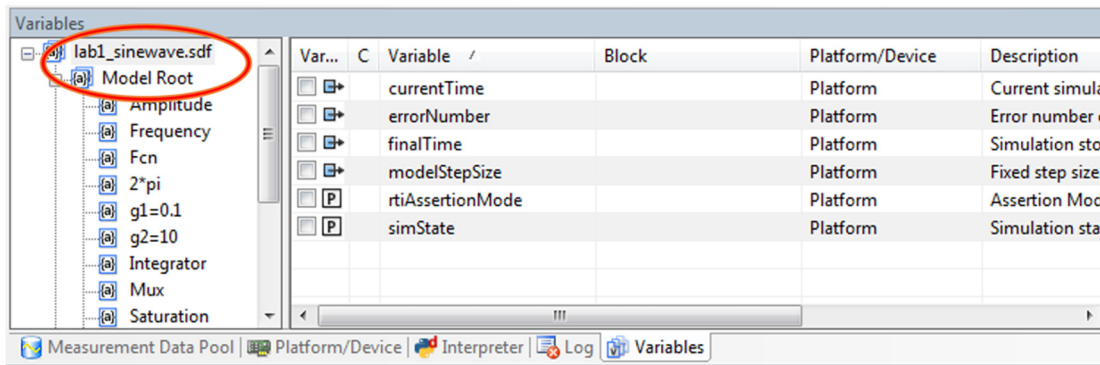 Variables
lab1_sinewave.sdf
Model Root
Amplitude
Frequency
Fcn
2*pi
g1=0.1
g2=10
Integrator
Mux
Saturation
Var... C Variable / Block Platform/Device Description
currentTime Platform Current simula
errorNumber Platform Error number
finalTime Platform Simulation sto
modelStepSize Platform Fixed step size
P rtiAssertionMode Platform Assertion Mod
P simState Platform Simulation sta
Measurement Data Pool Platform/Device Interpreter Log Variables